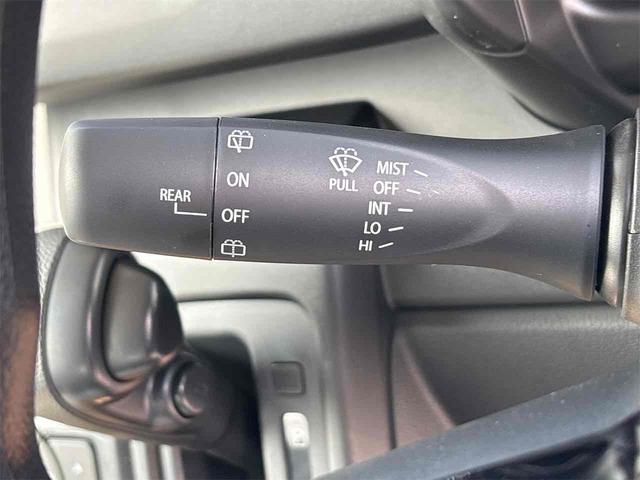 REAR
ON
OFF
PULL
MIST
OFF
INT
LO
HI